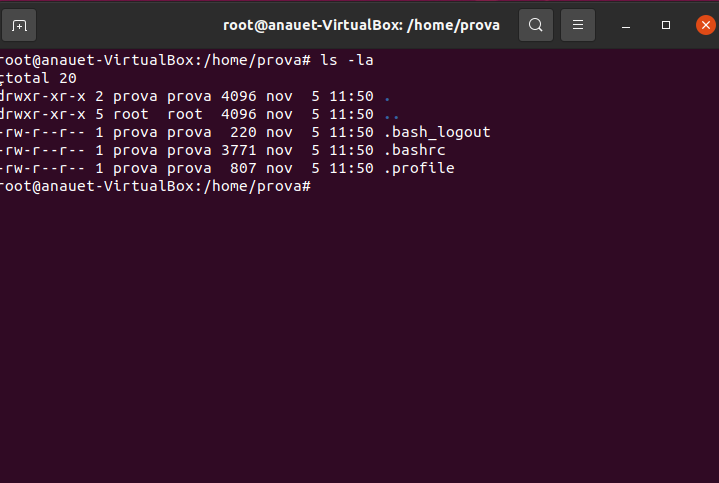 root@anauet-VirtualBox: /home/prova
root@anauet-VirtualBox:/home/prova# ls -la
total 20
drwxr-xr-x 2 prova prova 4096 nov  5 11:50 .
drwxr-xr-x 5 root  root  4096 nov  5 11:50 ..
-rw-r--r-- 1 prova prova  220 nov  5 11:50 .bash_logout
-rw-r--r-- 1 prova prova 3771 nov  5 11:50 .bashrc
-rw-r--r-- 1 prova prova  807 nov  5 11:50 .profile
root@anauet-VirtualBox:/home/prova#